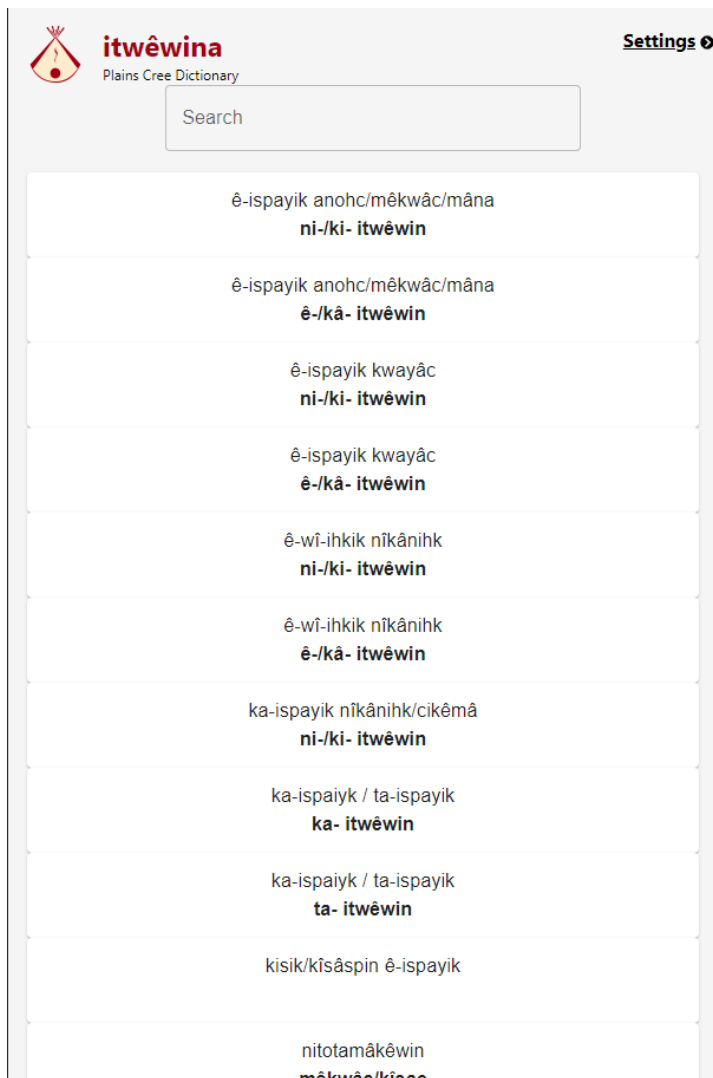 itwêwina
Settings
Plains Cree Dictionary
Search
ê-ispayik anohc/mêkwâc/mâna
ni-/ki- itwêwin
ê-ispayik anohc/mêkwâc/mâna
ê-/kâ- itwêwin
ê-ispayik kwayâc
ni-/ki- itwêwin
ê-ispayik kwayâc
ê-/kâ- itwêwin
ê-wî-ihkik nîkânihk
ni-/ki- itwêwin
ê-wî-ihkik nîkânihk
ê-/kâ- itwêwin
ka-ispayik nîkânihk/cikêmâ
ni-/ki- itwêwin
ka-ispaiyk / ta-ispayik
ka- itwêwin
ka-ispaiyk / ta-ispayik
ta- itwêwin
kisik/kîsâspin ê-ispayik
nitotamâkêwin